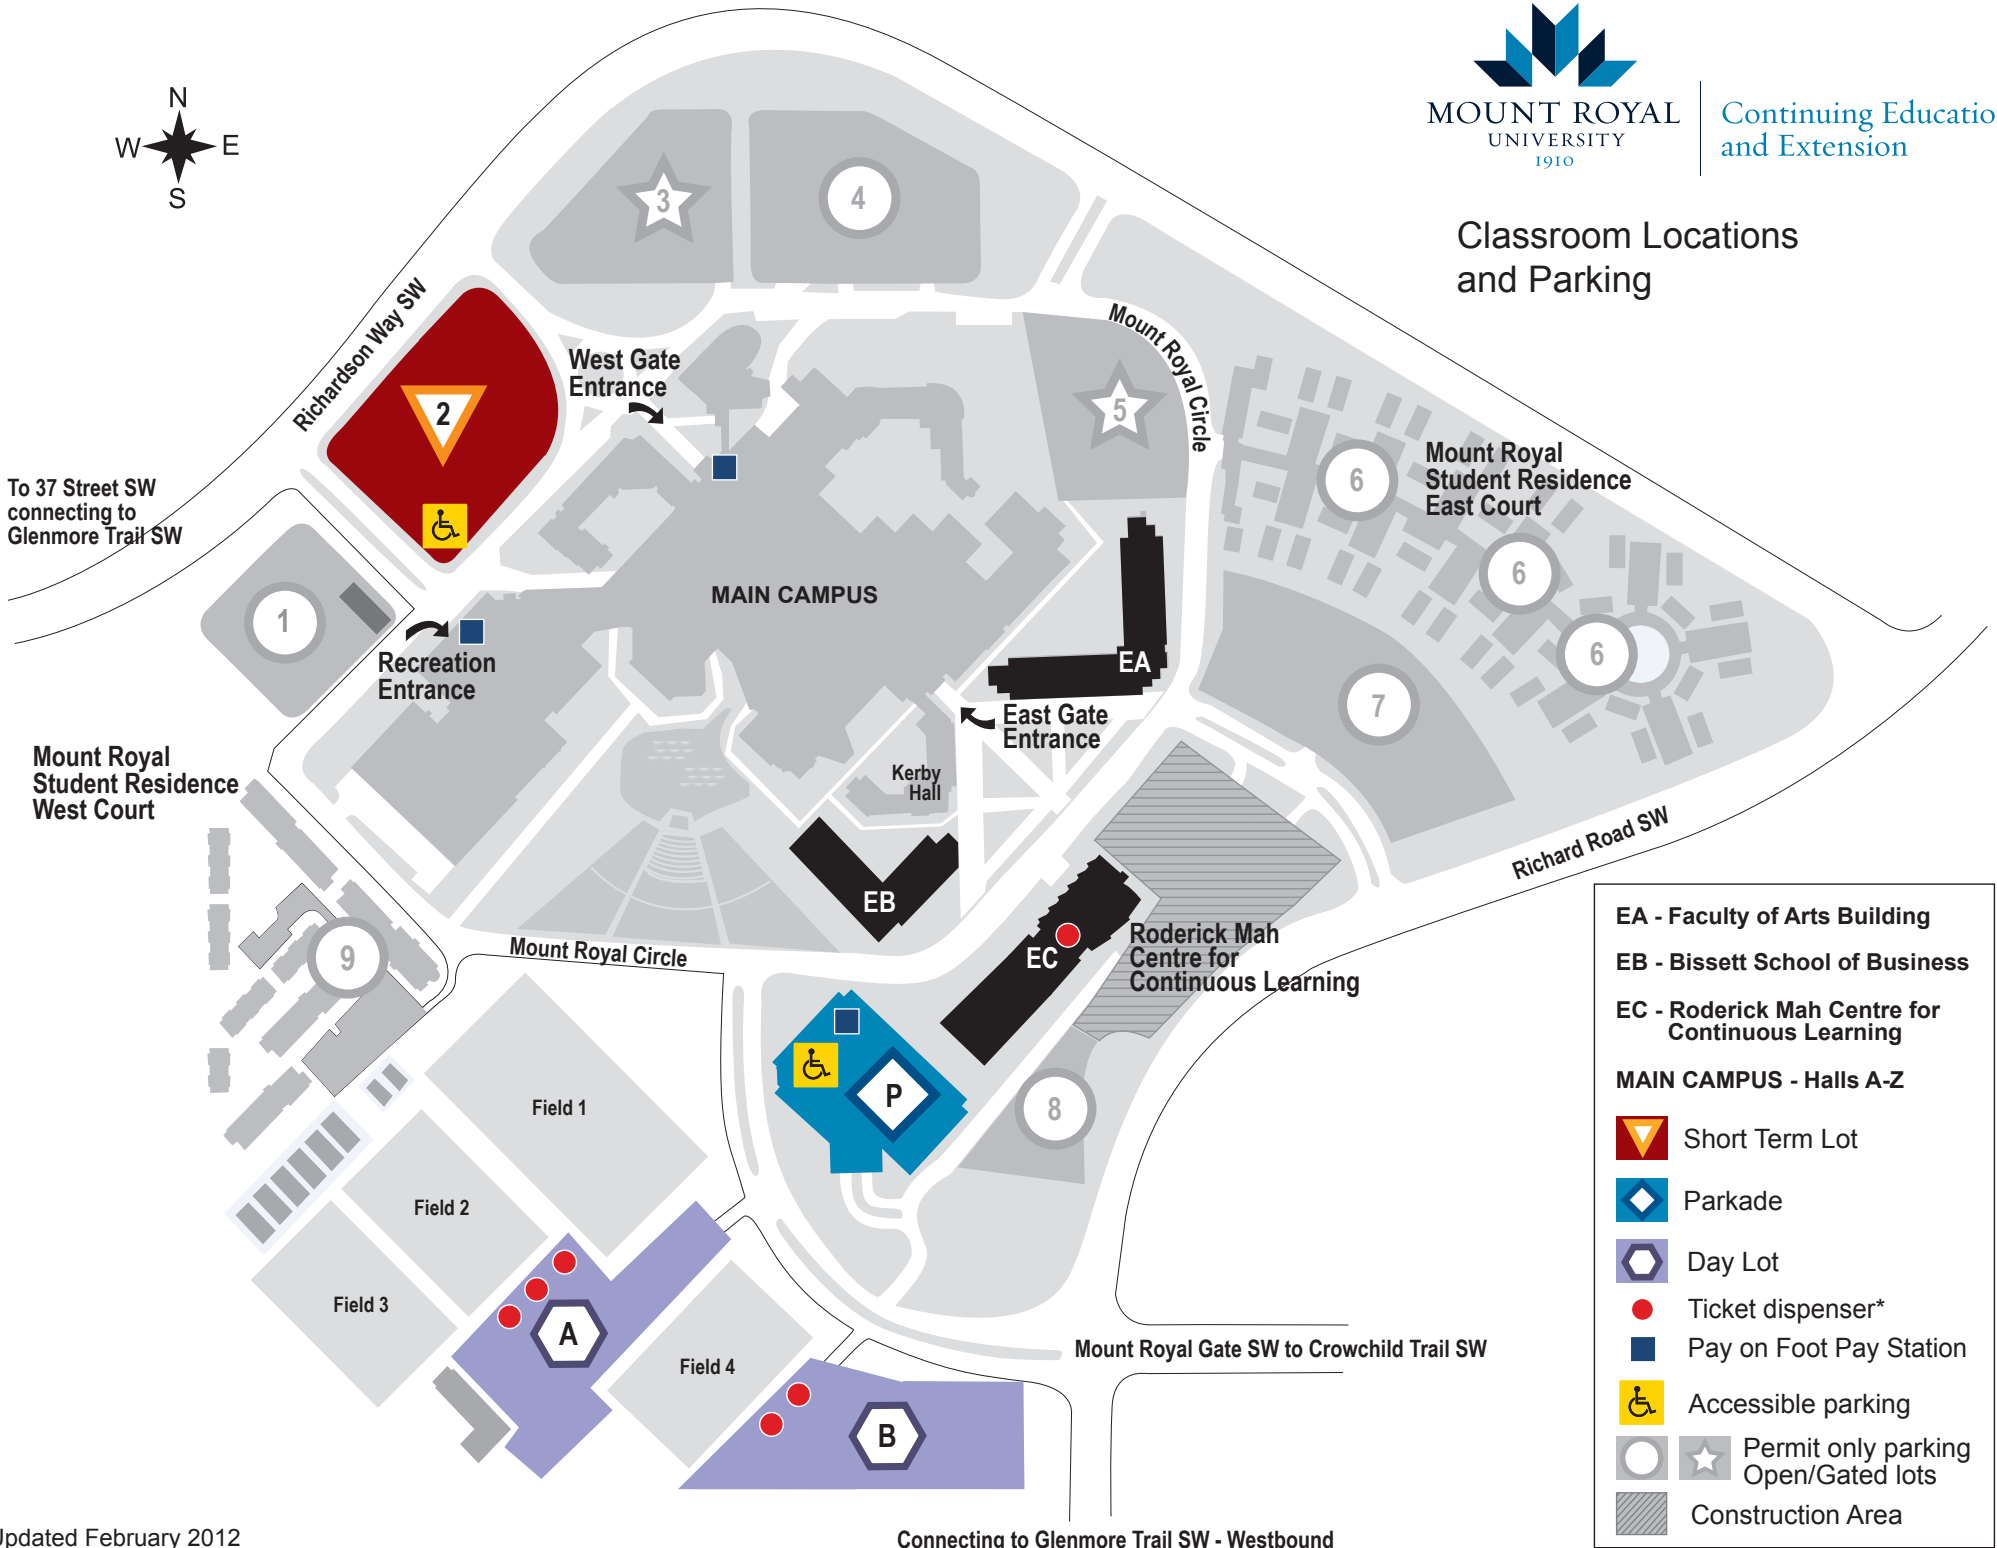 N
W
E
S
MOUNT ROYAL
UNIVERSITY
1910
Continuing Educatio
and Extension
Classroom Locations
and Parking
3
4
Richardson Way SW
2
West Gate
Entrance
Mount Royal Circle
5
6
Mount Royal
Student Residence
East Court
6
6
To 37 Street SW
connecting to
Glenmore Trail SW
1
MAIN CAMPUS
Recreation
Entrance
EA
East Gate
Entrance
7
Kerby
Hall
Mount Royal
Student Residence
West Court
Richard Road SW
EB
9
Mount Royal Circle
EC
Roderick Mah
Centre for
Continuous Learning
P
8
Field 1
Field 2
Field 3
A
Field 4
B
Mount Royal Gate SW to Crowchild Trail SW
EA - Faculty of Arts Building
EB - Bissett School of Business
EC - Roderick Mah Centre for
Continuous Learning
MAIN CAMPUS - Halls A-Z
Short Term Lot
Parkade
Day Lot
Ticket dispenser*
Pay on Foot Pay Station
Accessible parking
Permit only parking
Open/Gated lots
Construction Area
Updated February 2012
Connecting to Glenmore Trail SW - Westbound